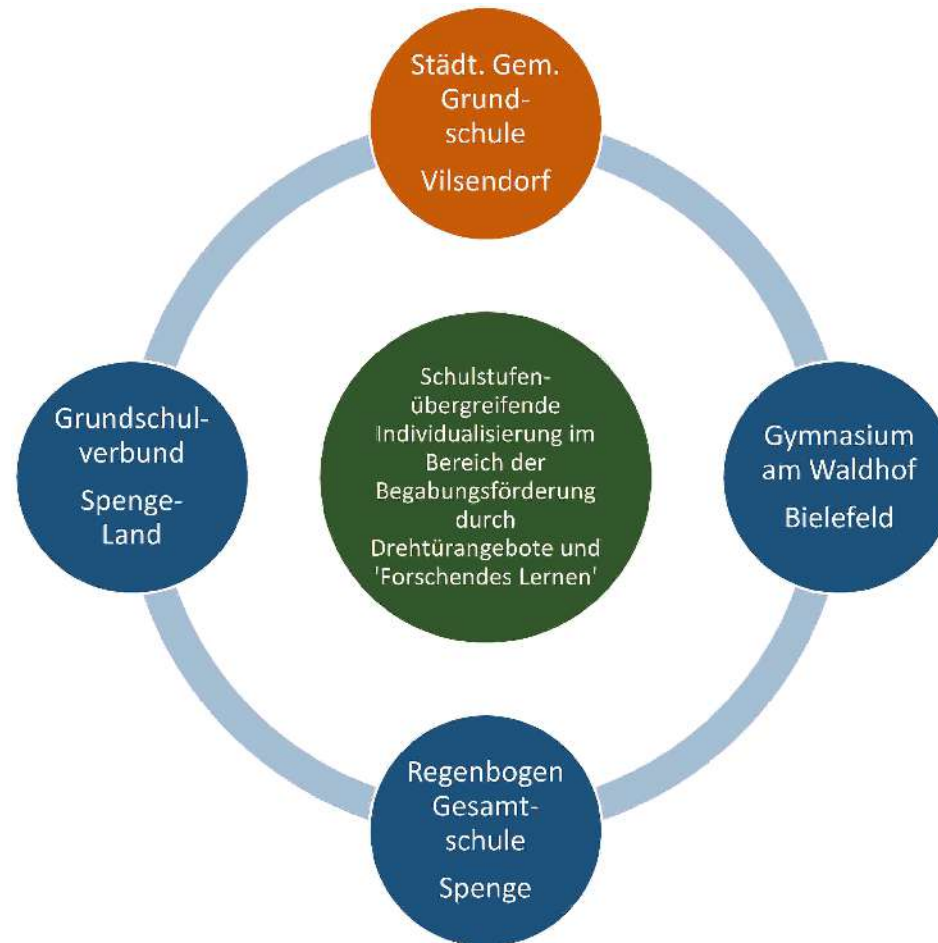 Städt. Gem.
Grund-
schule
Vilsendorf
Grundschul-
verbund
Spenge-
Land
Schulstufen-
übergreifende
Individualisierung im
Bereich der
Begabungsförderung
durch
Drehtürangebote und
'Forschendes Lernen'
Gymnasium
am Waldhof
Bielefeld
Regenbogen
Gesamt-
schule
Spenge